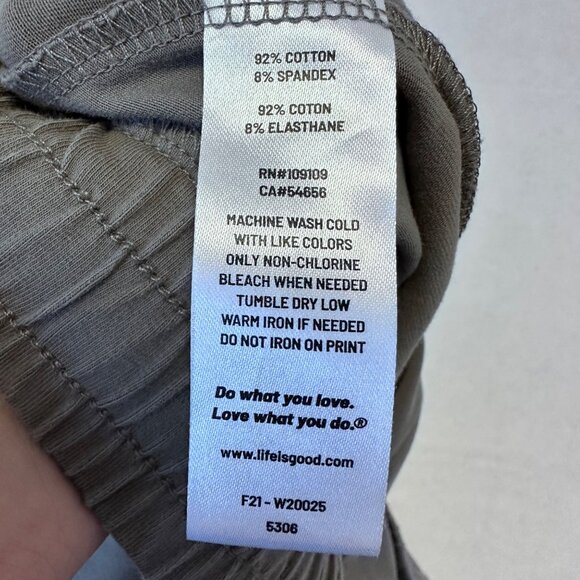 92% COTTON
8% SPANDEX
92% COTON
8% ELASTHANE
RN#109109
CA#54656
MACHINE WASH COLD
WITH LIKE COLORS
ONLY NON-CHLORINE
BLEACH WHEN NEEDED
TUMBLE DRY LOW
WARM IRON IF NEEDED
DO NOT IRON ON PRINT
Do what you love.
Love what you do.®
www.lifeisgood.com
F21 - W20025
5306